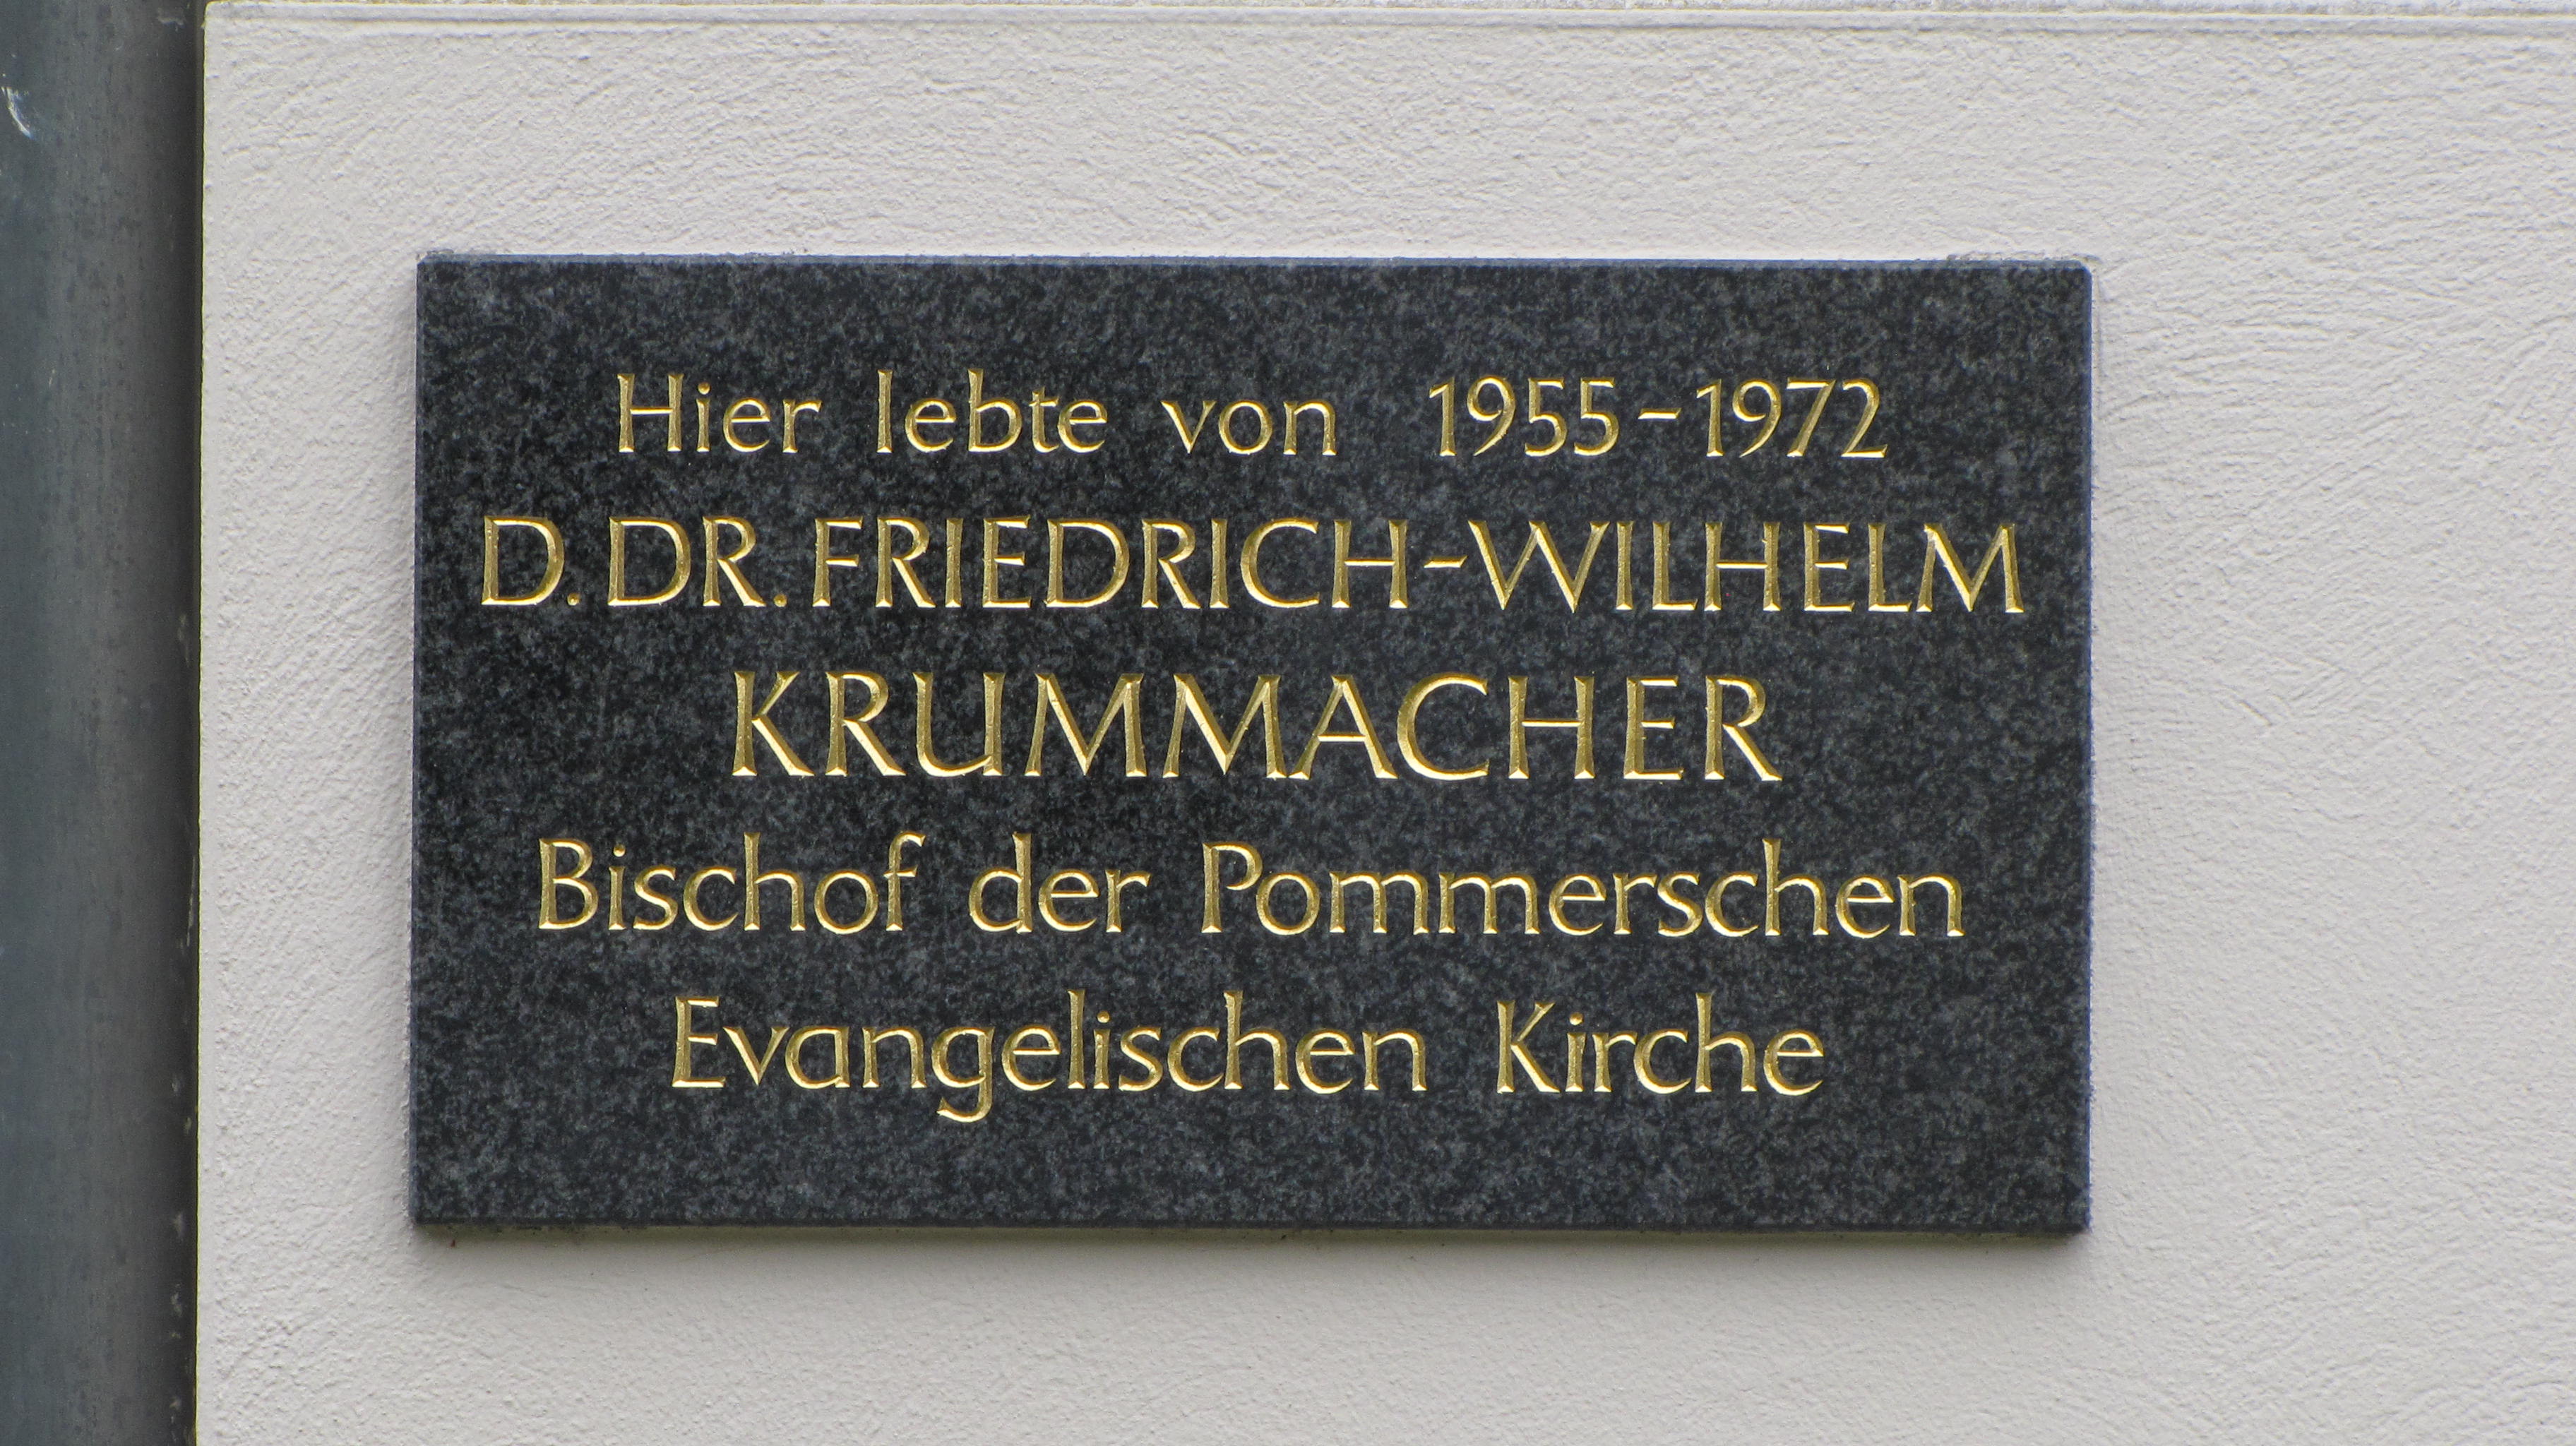 Hier lebte von 1955-1972
D. DR. FRIEDRICH-WILHELM
KRUMMACHER
Bischof der Pommerschen
Evangelischen Kirche